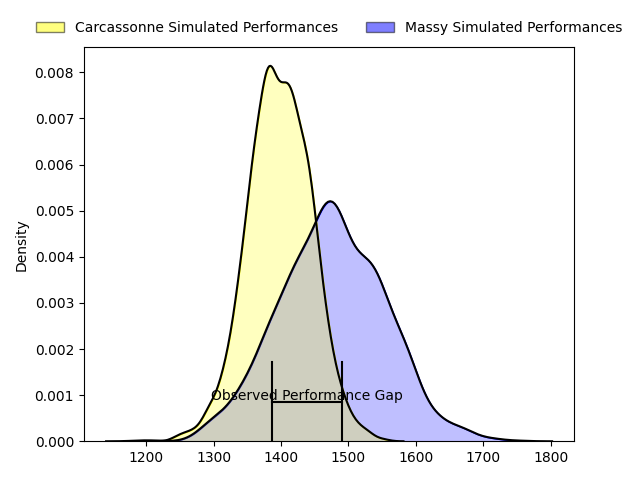 Carcassonne Simulated Performances
Massy Simulated Performances
0.008
0.007
0.006
0.005
0.004
0.003
0.002
0.001
0.000
Density
Observed Performance Gap
1200 1300 1400 1500 1600 1700 1800